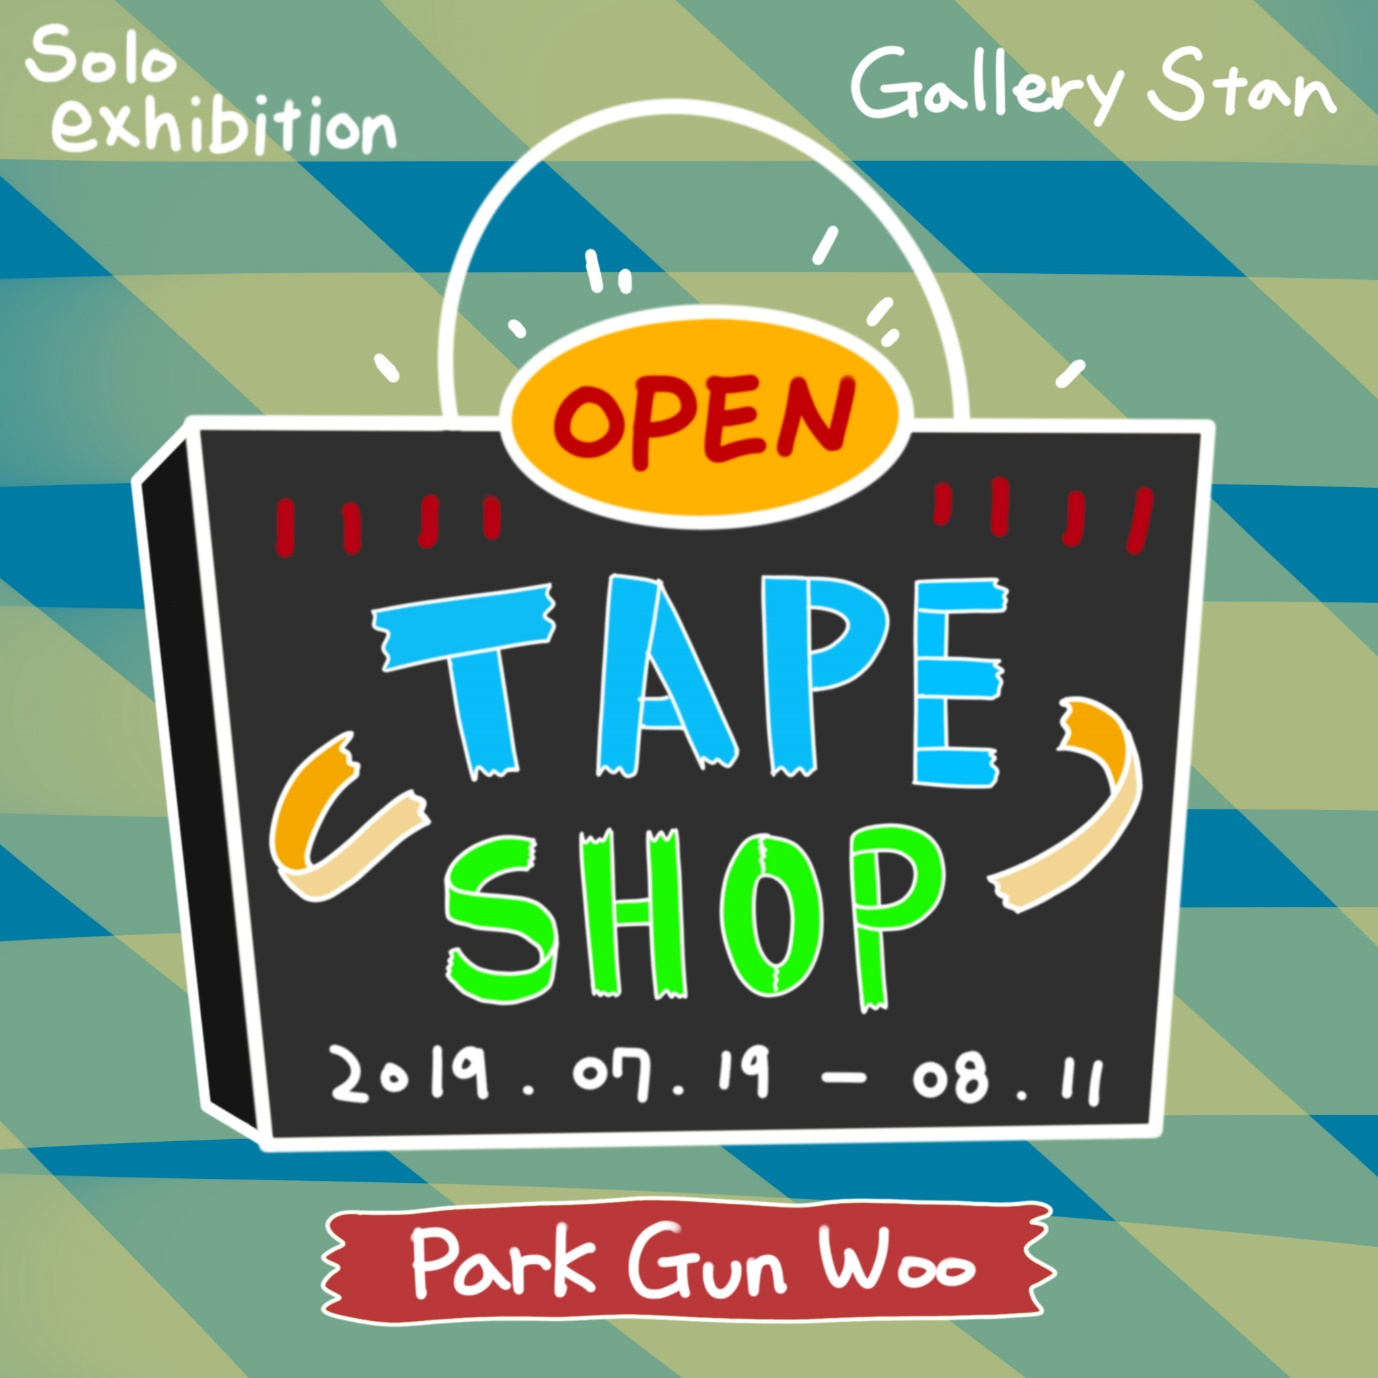 Solo
exhibition
Gallery Stan
OPEN
TAPE
SHOP
2019. 07. 19 – 08. 11
Park Gun Woo